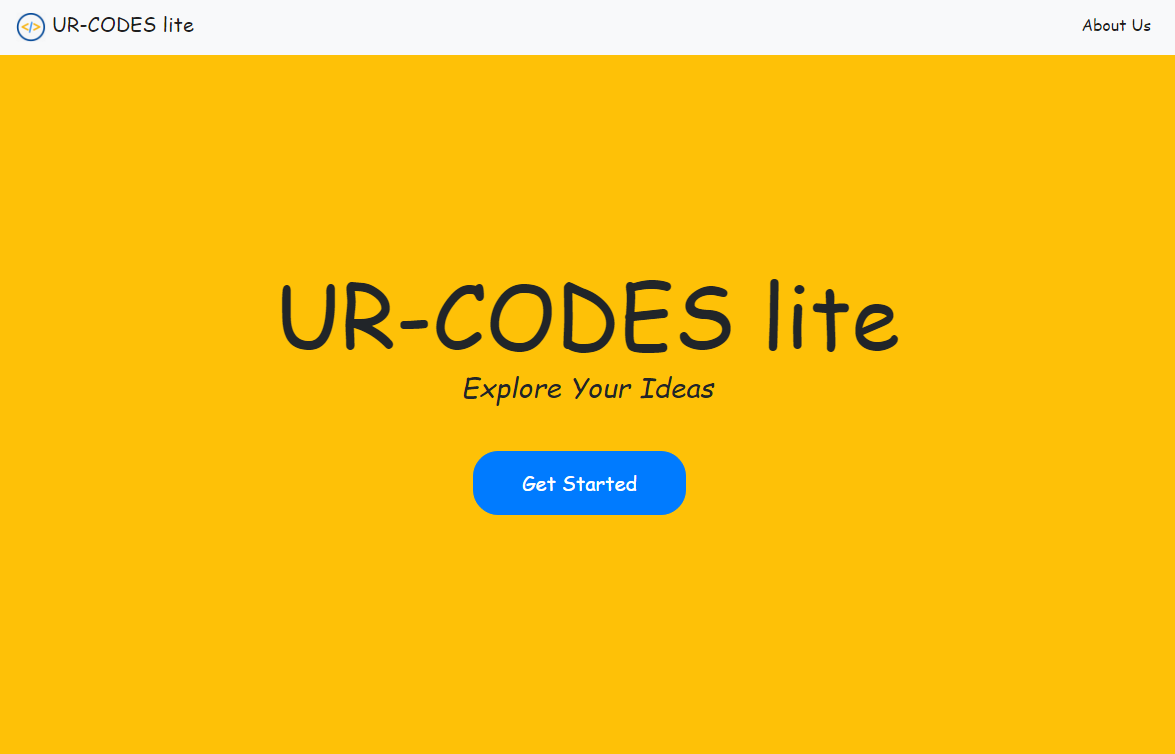 UR-CODES lite
About Us
UR-CODES lite
Explore Your Ideas
Get Started